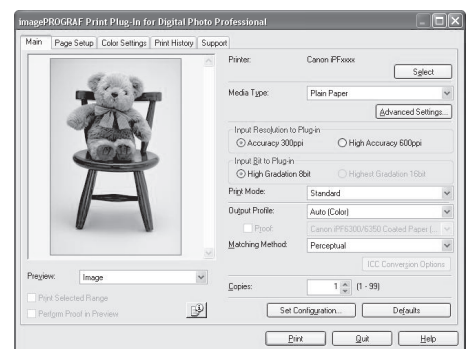 imagePROGRAF Print Plug-In for Digital Photo Professional
Main Page Setup Color Settings Print History Support
Printer: Canon iPFxxxx
Select
Media Type: Plain Paper
Advanced Settings...
Input Resolution to Plug-in
Accuracy 300ppi High Accuracy 600ppi
Input Bit to Plug-in
High Gradation 8bit Highest Gradation 16bit
Print Mode: Standard
Output Profile: Auto (Color)
Proof: Canon iPF6300/6350 Coated Paper (...
Matching Method: Perceptual
ICC Conversion Options
Preview: Image
Print Selected Range
Perform Proof in Preview
Copies: 1 (1 - 99)
Set Configuration... Defaults
Print Quit Help